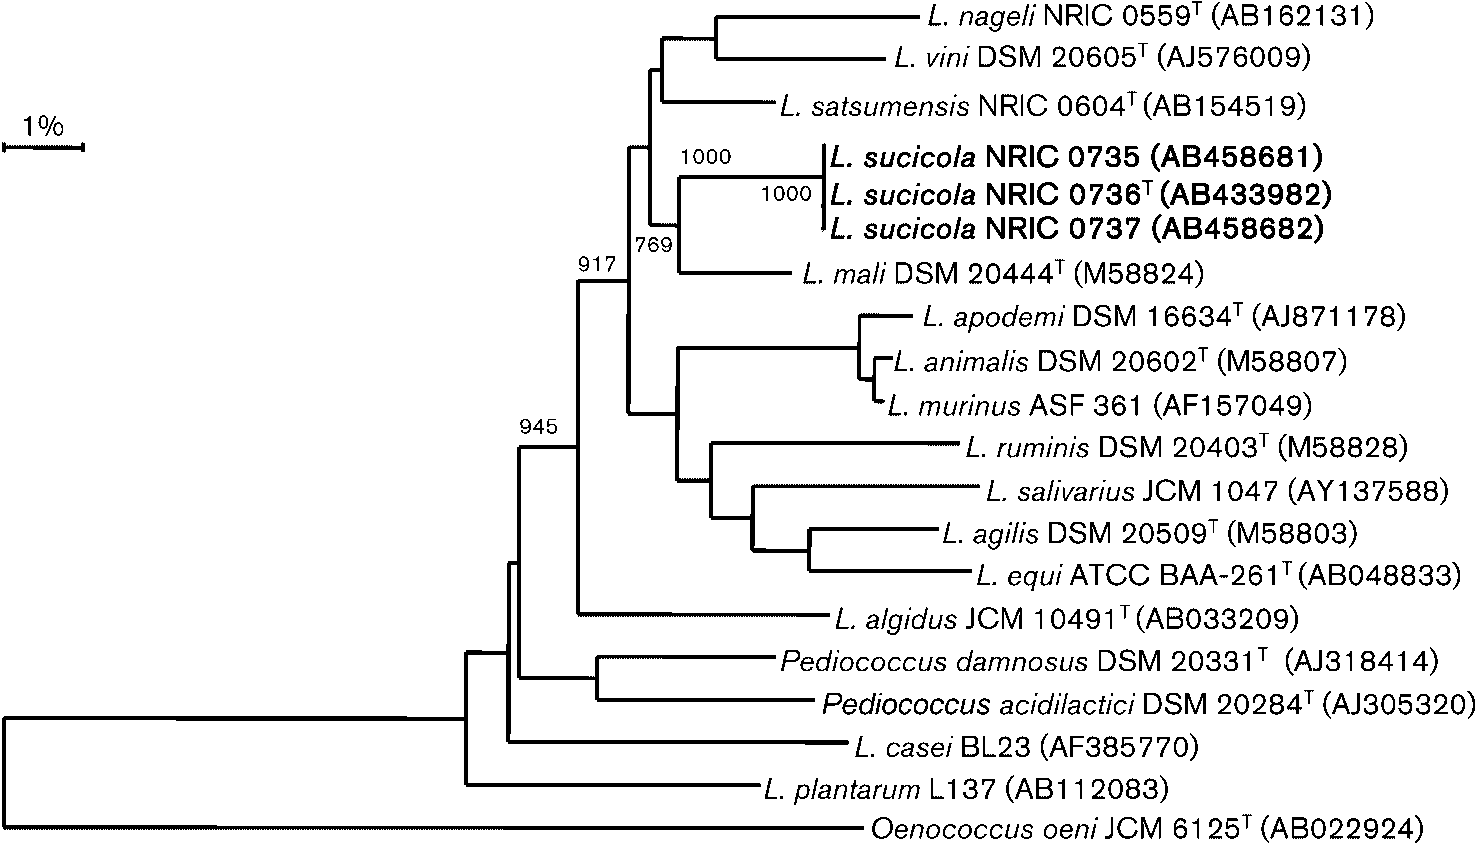 L. nageli NRIC 0559ᵀ (AB162131)
L. vini DSM 20605ᵀ (AJ576009)
L. satsumensis NRIC 0604ᵀ (AB154519)
1%
1000
L. sucicola NRIC 0735 (AB458681)
1000
L. sucicola NRIC 0736ᵀ (AB433982)
L. sucicola NRIC 0737 (AB458682)
769
917
L. mali DSM 20444ᵀ (M58824)
L. apodemi DSM 16634ᵀ (AJ871178)
L. animalis DSM 20602ᵀ (M58807)
L. murinus ASF 361 (AF157049)
945
L. ruminis DSM 20403ᵀ (M58828)
L. salivarius JCM 1047 (AY137588)
L. agilis DSM 20509ᵀ (M58803)
L. equi ATCC BAA-261ᵀ (AB048833)
L. algidus JCM 10491ᵀ (AB033209)
Pediococcus damnosus DSM 20331ᵀ (AJ318414)
Pediococcus acidilactici DSM 20284ᵀ (AJ305320)
L. casei BL23 (AF385770)
L. plantarum L137 (AB112083)
Oenococcus oeni JCM 6125ᵀ (AB022924)